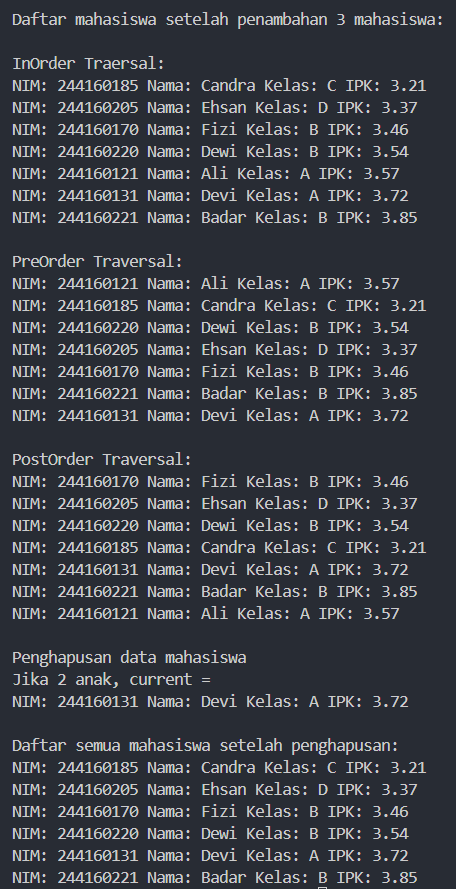 Daftar mahasiswa setelah penambahan 3 mahasiswa:
InOrder Traersal:
NIM: 244160185 Nama: Candra Kelas: C IPK: 3.21
NIM: 244160205 Nama: Ehsan Kelas: D IPK: 3.37
NIM: 244160170 Nama: Fizi Kelas: B IPK: 3.46
NIM: 244160220 Nama: Dewi Kelas: B IPK: 3.54
NIM: 244160121 Nama: Ali Kelas: A IPK: 3.57
NIM: 244160131 Nama: Devi Kelas: A IPK: 3.72
NIM: 244160221 Nama: Badar Kelas: B IPK: 3.85
PreOrder Traversal:
NIM: 244160121 Nama: Ali Kelas: A IPK: 3.57
NIM: 244160185 Nama: Candra Kelas: C IPK: 3.21
NIM: 244160220 Nama: Dewi Kelas: B IPK: 3.54
NIM: 244160205 Nama: Ehsan Kelas: D IPK: 3.37
NIM: 244160170 Nama: Fizi Kelas: B IPK: 3.46
NIM: 244160221 Nama: Badar Kelas: B IPK: 3.85
NIM: 244160131 Nama: Devi Kelas: A IPK: 3.72
PostOrder Traversal:
NIM: 244160170 Nama: Fizi Kelas: B IPK: 3.46
NIM: 244160205 Nama: Ehsan Kelas: D IPK: 3.37
NIM: 244160220 Nama: Dewi Kelas: B IPK: 3.54
NIM: 244160185 Nama: Candra Kelas: C IPK: 3.21
NIM: 244160131 Nama: Devi Kelas: A IPK: 3.72
NIM: 244160221 Nama: Badar Kelas: B IPK: 3.85
NIM: 244160121 Nama: Ali Kelas: A IPK: 3.57
Penghapusan data mahasiswa
Jika 2 anak, current =
NIM: 244160131 Nama: Devi Kelas: A IPK: 3.72
Daftar semua mahasiswa setelah penghapusan:
NIM: 244160185 Nama: Candra Kelas: C IPK: 3.21
NIM: 244160205 Nama: Ehsan Kelas: D IPK: 3.37
NIM: 244160170 Nama: Fizi Kelas: B IPK: 3.46
NIM: 244160220 Nama: Dewi Kelas: B IPK: 3.54
NIM: 244160131 Nama: Devi Kelas: A IPK: 3.72
NIM: 244160221 Nama: Badar Kelas: B IPK: 3.85